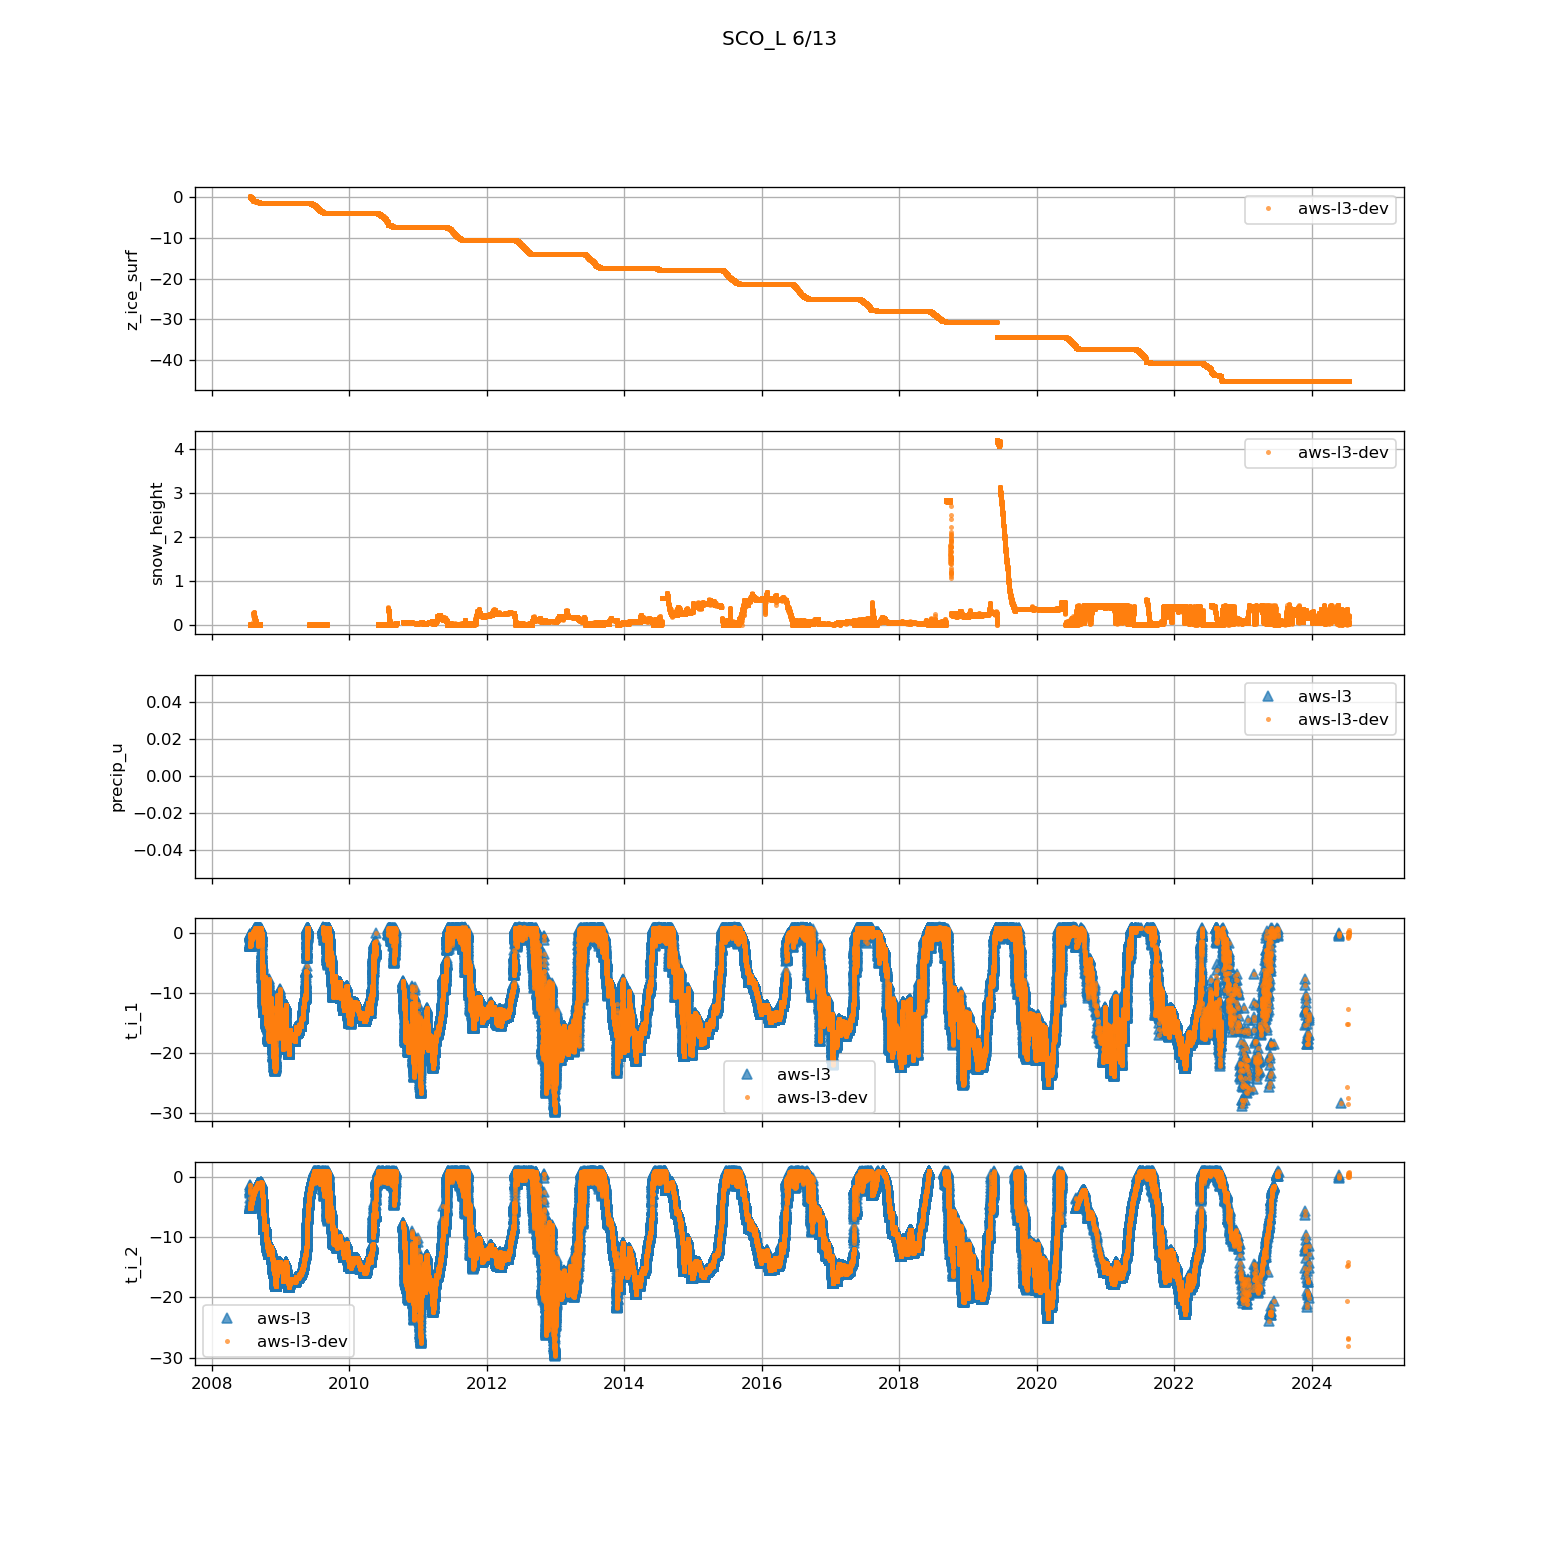 SCO_L 6/13
0
−10
−20
−30
−40
z_ice_surf
aws-l3-dev
4
3
2
1
0
snow_height
aws-l3-dev
0.04
0.02
0.00
−0.02
−0.04
precip_u
aws-l3
aws-l3-dev
0
−10
−20
−30
t_i_1
aws-l3
aws-l3-dev
0
−10
−20
−30
t_i_2
aws-l3
aws-l3-dev
2008 2010 2012 2014 2016 2018 2020 2022 2024